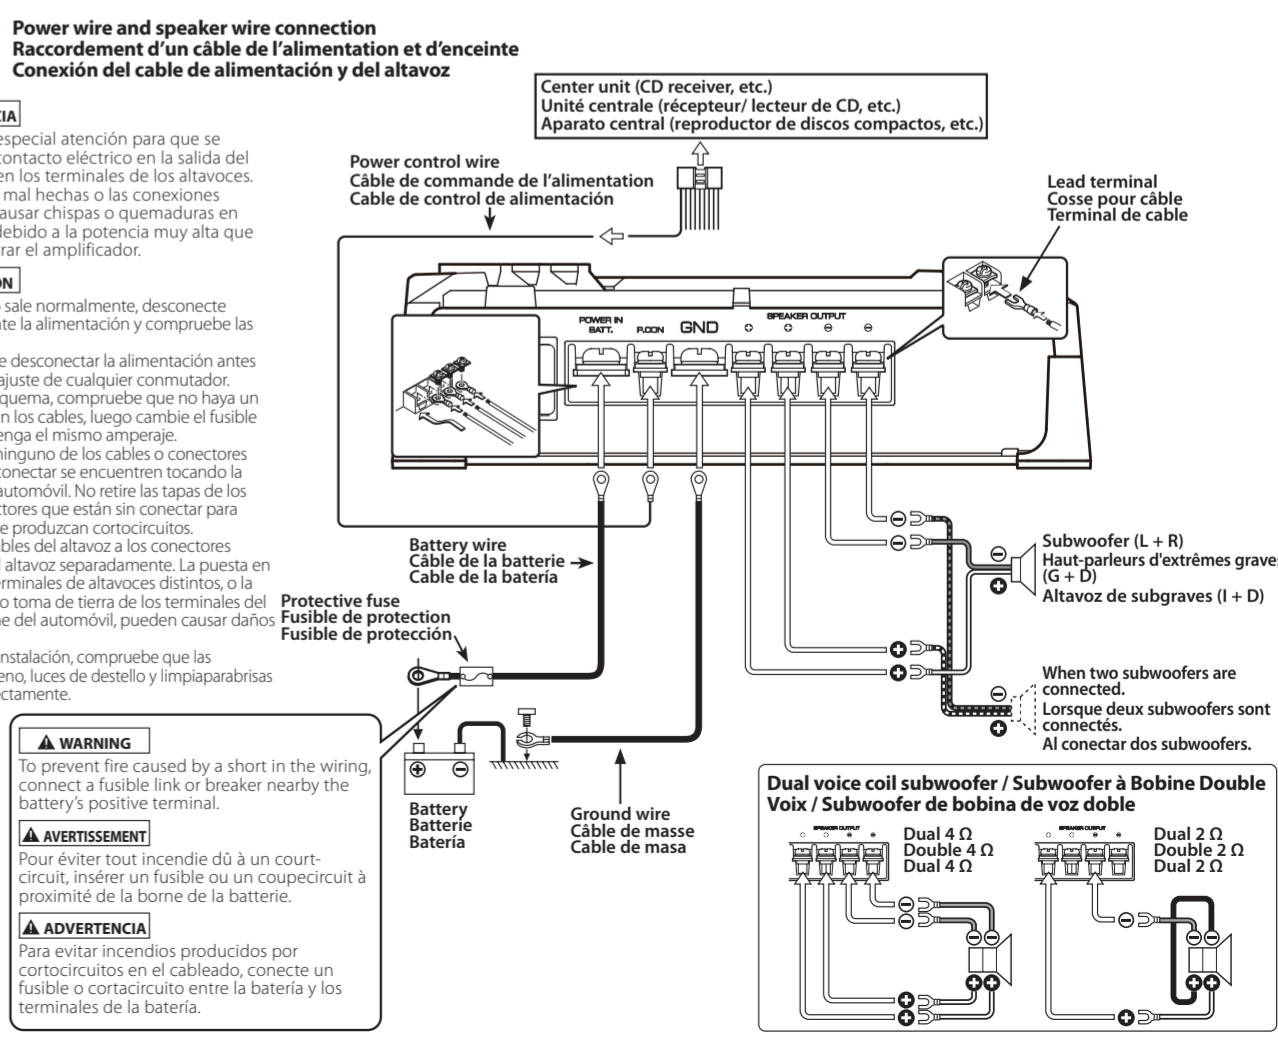 Power wire and speaker wire connection
Raccordement d'un câble de l'alimentation et d'enceinte
Conexión del cable de alimentación y del altavoz
Center unit (CD receiver, etc.)
Unité centrale (récepteur/ lecteur de CD, etc.)
Aparato central (reproductor de discos compactos, etc.)
Power control wire
Câble de commande de l'alimentation
Cable de control de alimentación
Lead terminal
Cosse pour câble
Terminal de cable
CIA
especial atención para que se
contacto eléctrico en la salida del
en los terminales de los altavoces.
mal hechas o las conexiones
causar chispas o quemaduras en
debido a la potencia muy alta que
rar el amplificador.
ON
sale normalmente, desconecte
te la alimentación y compruebe las
e desconectar la alimentación antes
ajuste de cualquier conmutador.
quema, compruebe que no haya un
n los cables, luego cambie el fusible
enga el mismo amperaje.
ninguno de los cables o conectores
conectar se encuentren tocando la
automóvil. No retire las tapas de los
ctores que están sin conectar para
e produzcan cortocircuitos.
bles del altavoz a los conectores
l altavoz separadamente. La puesta en
erminales de altavoces distintos, o la
o toma de tierra de los terminales del
ne del automóvil, pueden causar daños
instalación, compruebe que las
eno, luces de destello y limpiaparabrisas
ectamente.
POWER IN
BATT.
P.CON
GND
SPEAKER OUTPUT
Battery wire
Câble de la batterie
Cable de la batería
Protective fuse
Fusible de protection
Fusible de protección
Subwoofer (L + R)
Haut-parleurs d'extrêmes graves
(G + D)
Altavoz de subgraves (I + D)
When two subwoofers are
connected.
Lorsque deux subwoofers sont
connectés.
Al conectar dos subwoofers.
Battery
Batterie
Batería
Ground wire
Câble de masse
Cable de masa
WARNING
To prevent fire caused by a short in the wiring,
connect a fusible link or breaker nearby the
battery's positive terminal.
AVERTISSEMENT
Pour éviter tout incendie dû à un court-
circuit, insérer un fusible ou un coupecircuit à
proximité de la borne de la batterie.
ADVERTENCIA
Para evitar incendios producidos por
cortocircuitos en el cableado, conecte un
fusible o cortacircuito entre la batería y los
terminales de la batería.
Dual voice coil subwoofer / Subwoofer à Bobine Double
Voix / Subwoofer de bobina de voz doble
SPEAKER OUTPUT
Dual 4 Ω
Double 4 Ω
Dual 4 Ω
SPEAKER OUTPUT
Dual 2 Ω
Double 2 Ω
Dual 2 Ω